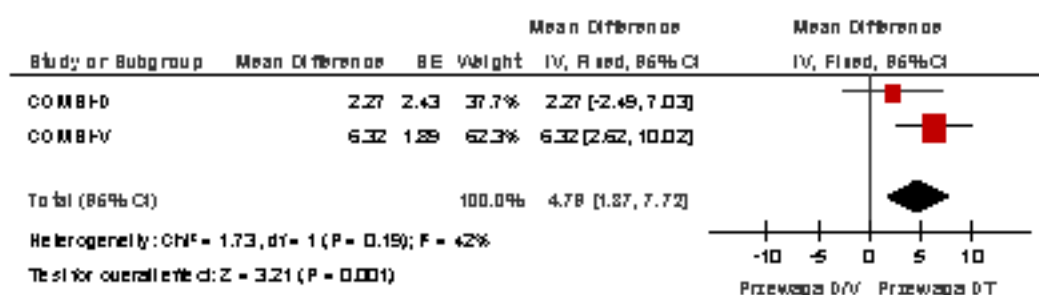 Mean Difference Mean Difference
Study or Subgroup Mean Difference SE Weight IV, Fixed, 95% CI IV, Fixed, 95% CI
COMBI-D 2.27 2.43 37.7% 2.27 [-2.49, 7.03]
COMBI-V 6.32 1.89 62.3% 6.32 [2.62, 10.02]
Total (95% CI) 100.0% 4.79 [1.87, 7.72]
Heterogeneity: Chi² = 1.73, df = 1 (P = 0.19); I² = 42%
Test for overall effect: Z = 3.21 (P = 0.001)
-10 -5 0 5 10
Przewaga D/V Przewaga DT